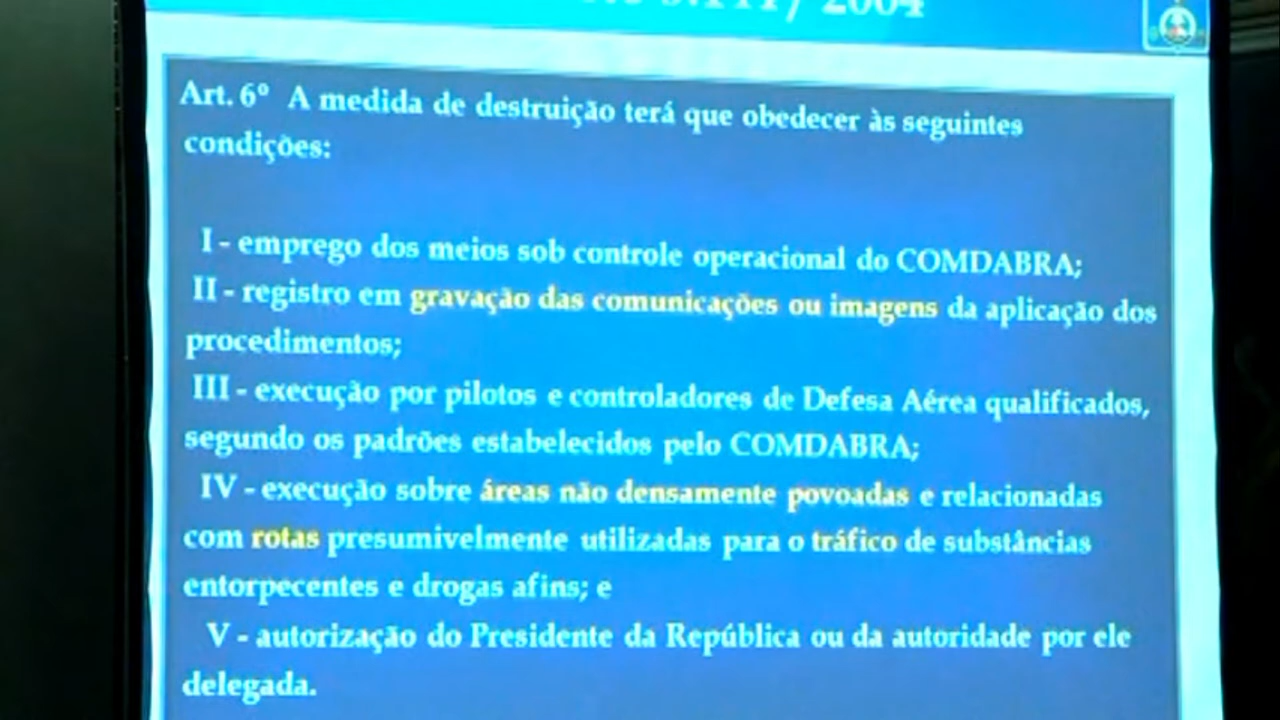 2004
Art. 6º A medida de destruição terá que obedecer às seguintes
condições:
I - emprego dos meios sob controle operacional do COMDABRA;
II - registro em gravação das comunicações ou imagens da aplicação dos
procedimentos;
III - execução por pilotos e controladores de Defesa Aérea qualificados,
segundo os padrões estabelecidos pelo COMDABRA;
IV - execução sobre áreas não densamente povoadas e relacionadas
com rotas presumivelmente utilizadas para o tráfico de substâncias
entorpecentes e drogas afins; e
V - autorização do Presidente da República ou da autoridade por ele
delegada.